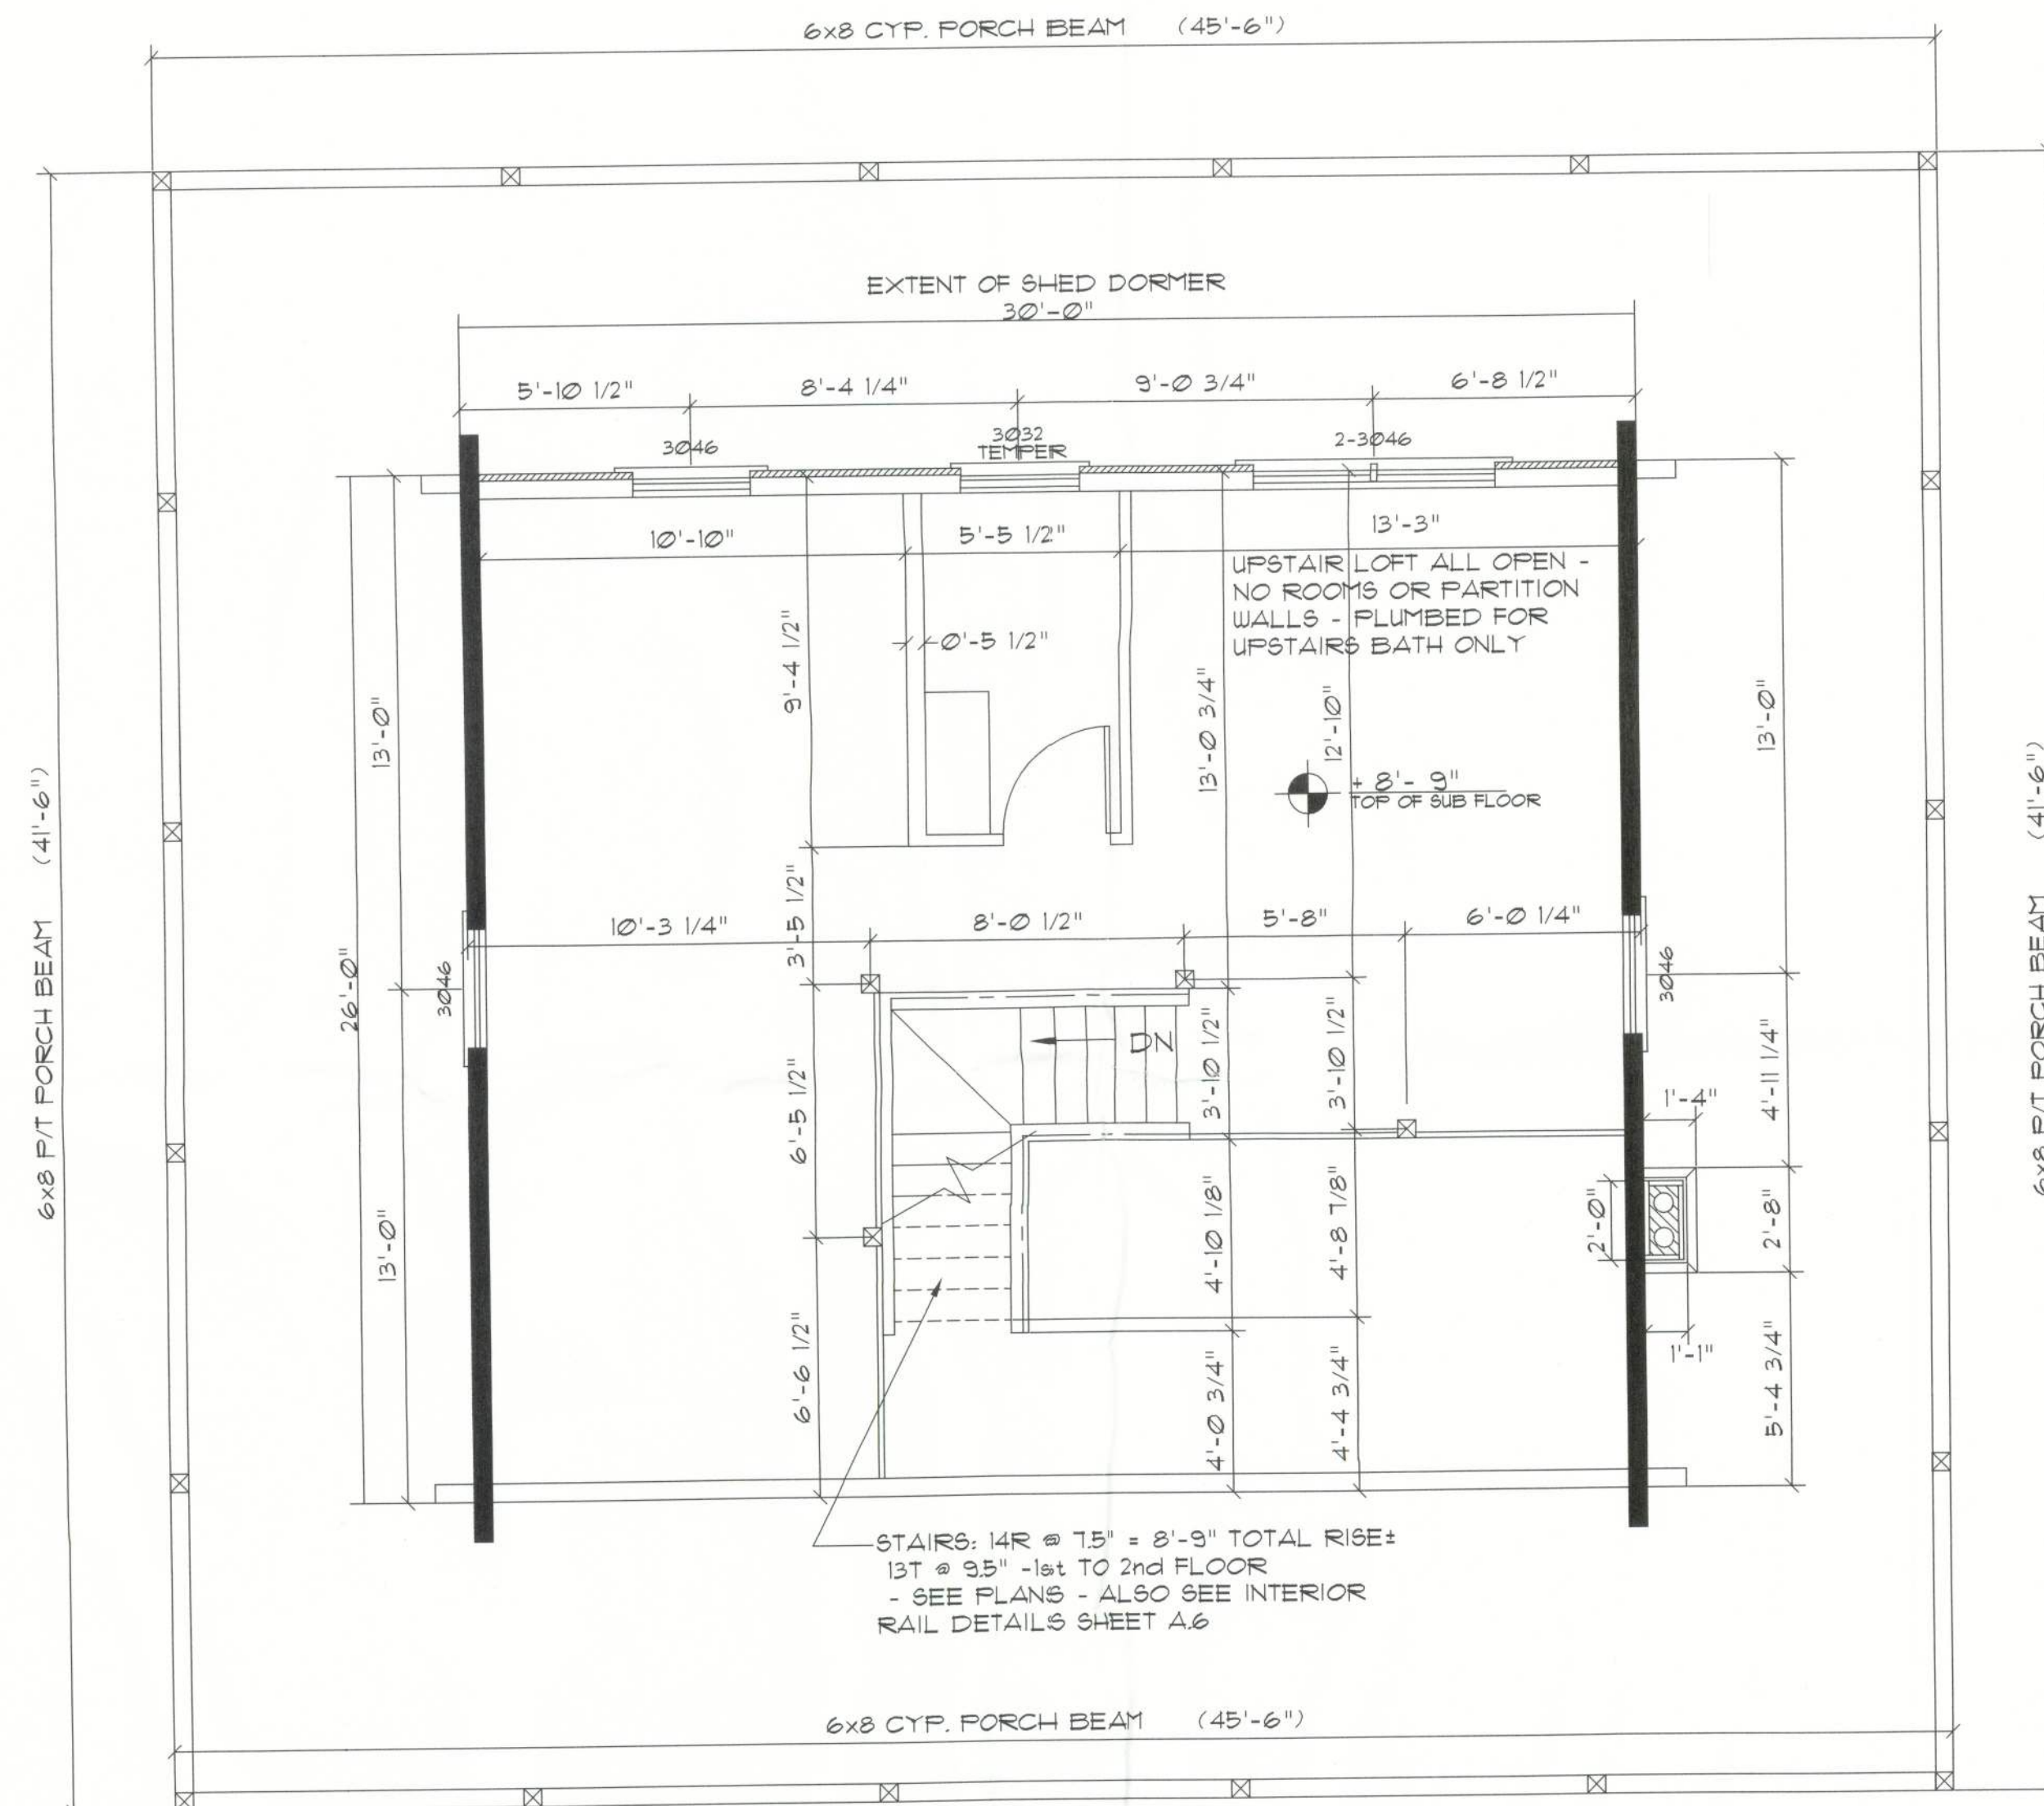 6x8 CYP. PORCH BEAM (45'-6")
EXTENT OF SHED DORMER
30'-0"
5'-10 1/2"
8'-4 1/4"
9'-0 3/4"
6'-8 1/2"
3046
3032
TEMPER
2-3046
10'-10"
5'-5 1/2"
13'-3"
UPSTAIR LOFT ALL OPEN -
NO ROOMS OR PARTITION
WALLS - PLUMBED FOR
UPSTAIRS BATH ONLY
0'-5 1/2"
9'-4 1/2"
13'-0 3/4"
12'-10"
13'-0"
13'-0"
+ 8'- 9"
TOP OF SUB FLOOR
6x8 P/T PORCH BEAM (41'-6")
6x8 P/T PORCH BEAM (41'-6")
26'-0"
3'-5 1/2"
10'-3 1/4"
8'-0 1/2"
5'-8"
6'-0 1/4"
3046
3046
DN
6'-5 1/2"
3'-10 1/2"
3'-10 1/2"
4'-11 1/4"
1'-4"
13'-0"
4'-10 1/8"
4'-8 7/8"
2'-0"
2'-8"
1'-1"
6'-6 1/2"
4'-0 3/4"
4'-4 3/4"
5'-4 3/4"
STAIRS: 14R @ 7.5" = 8'-9" TOTAL RISE±
13T @ 9.5" -1st TO 2nd FLOOR
- SEE PLANS - ALSO SEE INTERIOR
RAIL DETAILS SHEET A.6
6x8 CYP. PORCH BEAM (45'-6")